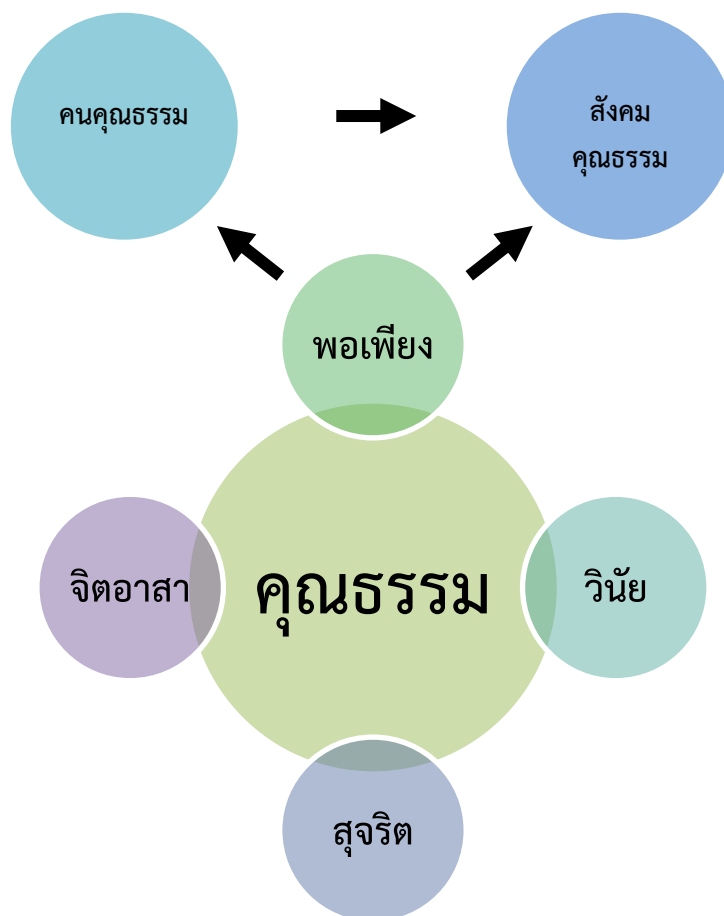 คนคุณธรรม
สังคม
คุณธรรม
พอเพียง
จิตอาสา
คุณธรรม
วินัย
สุจริต